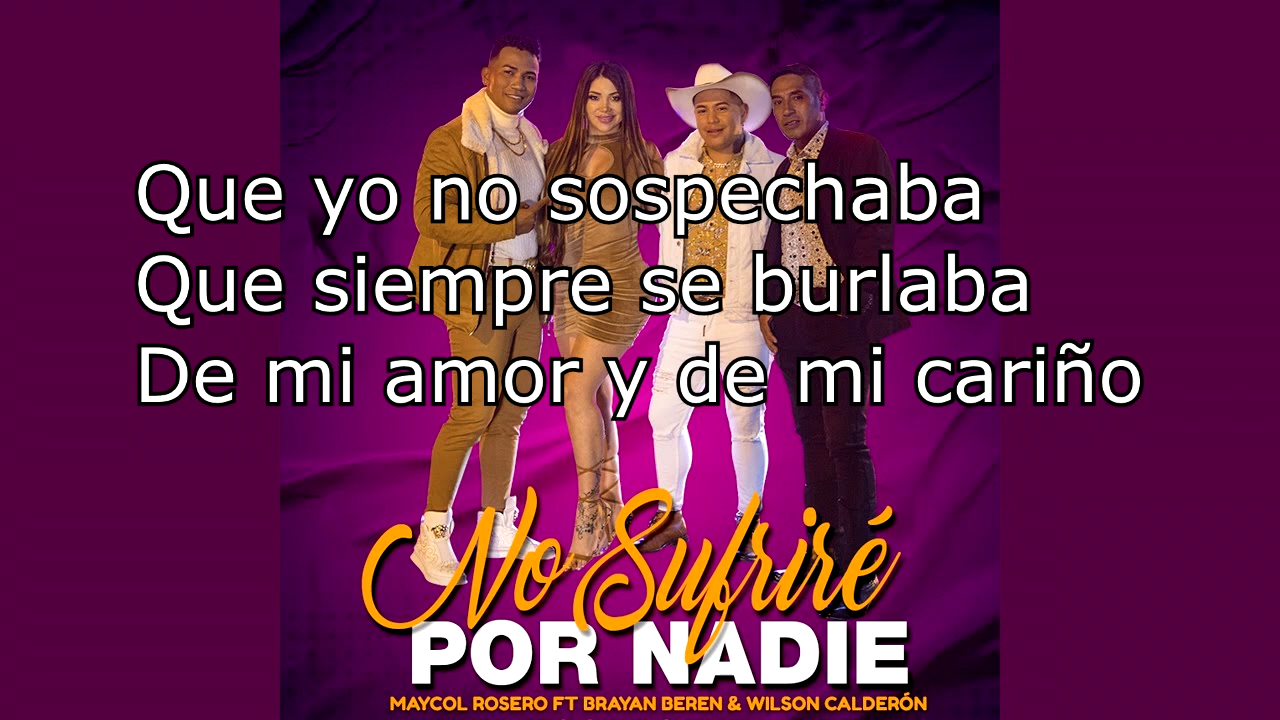 Que yo no sospechaba
Que siempre se burlaba
De mi amor y de mi cariño
No Sufriré
POR NADIE
MAYCOL ROSERO FT BRAYAN BEREN & WILSON CALDERÓN